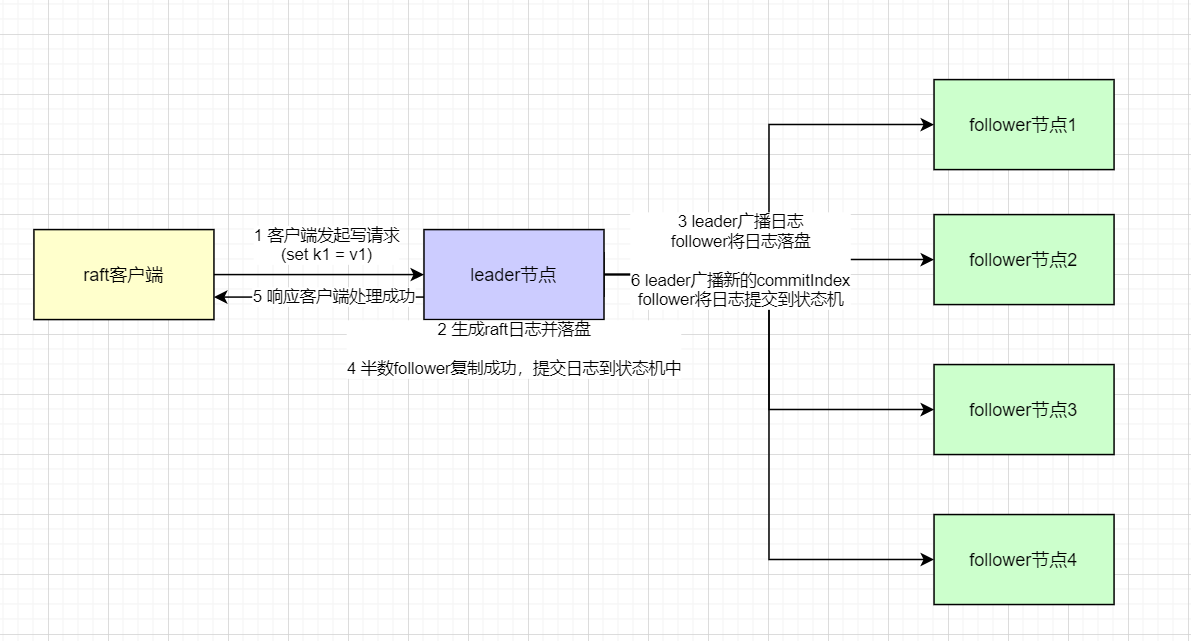 raft客户端
1 客户端发起写请求
(set k1 = v1)
5 响应客户端处理成功
leader节点
2 生成raft日志并落盘
4 半数follower复制成功，提交日志到状态机中
3 leader广播日志
follower将日志落盘
6 leader广播新的commitIndex
follower将日志提交到状态机
follower节点1
follower节点2
follower节点3
follower节点4